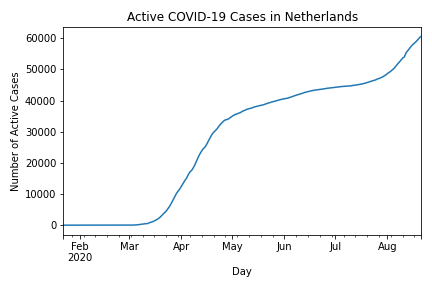 Active COVID-19 Cases in Netherlands
Number of Active Cases
60000
50000
40000
30000
20000
10000
0
Feb Mar Apr May Jun Jul Aug
2020
Day